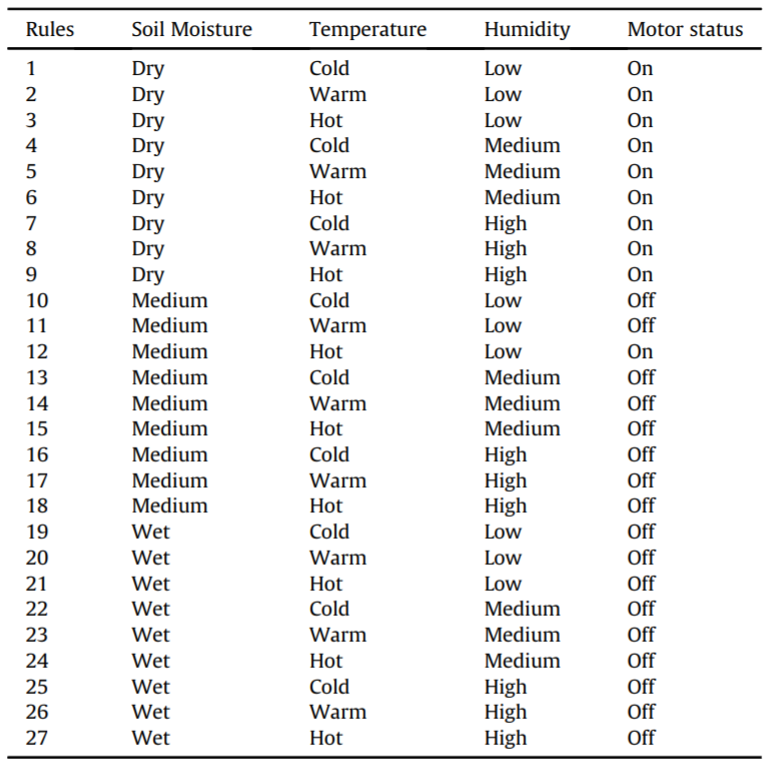 Rules Soil Moisture Temperature Humidity Motor status
1 Dry Cold Low On
2 Dry Warm Low On
3 Dry Hot Low On
4 Dry Cold Medium On
5 Dry Warm Medium On
6 Dry Hot Medium On
7 Dry Cold High On
8 Dry Warm High On
9 Dry Hot High On
10 Medium Cold Low Off
11 Medium Warm Low Off
12 Medium Hot Low On
13 Medium Cold Medium Off
14 Medium Warm Medium Off
15 Medium Hot Medium Off
16 Medium Cold High Off
17 Medium Warm High Off
18 Medium Hot High Off
19 Wet Cold Low Off
20 Wet Warm Low Off
21 Wet Hot Low Off
22 Wet Cold Medium Off
23 Wet Warm Medium Off
24 Wet Hot Medium Off
25 Wet Cold High Off
26 Wet Warm High Off
27 Wet Hot High Off